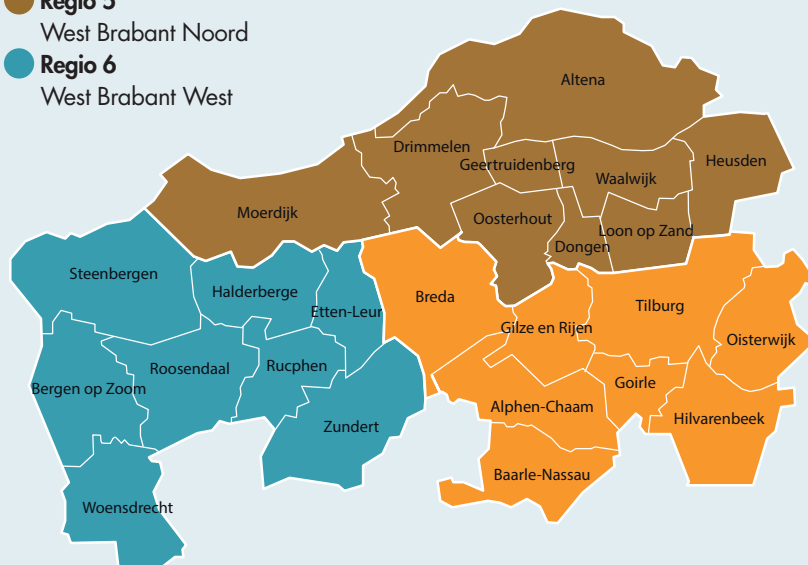 Regio 5
West Brabant Noord
Regio 6
West Brabant West
Altena
Drimmelen
Geertruidenberg
Heusden
Waalwijk
Moerdijk
Oosterhout
Loon op Zand
Dongen
Steenbergen
Halderberge
Breda
Etten-Leur
Tilburg
Gilze en Rijen
Oisterwijk
Roosendaal
Rucphen
Bergen op Zoom
Goirle
Alphen-Chaam
Hilvarenbeek
Zundert
Baarle-Nassau
Woensdrecht